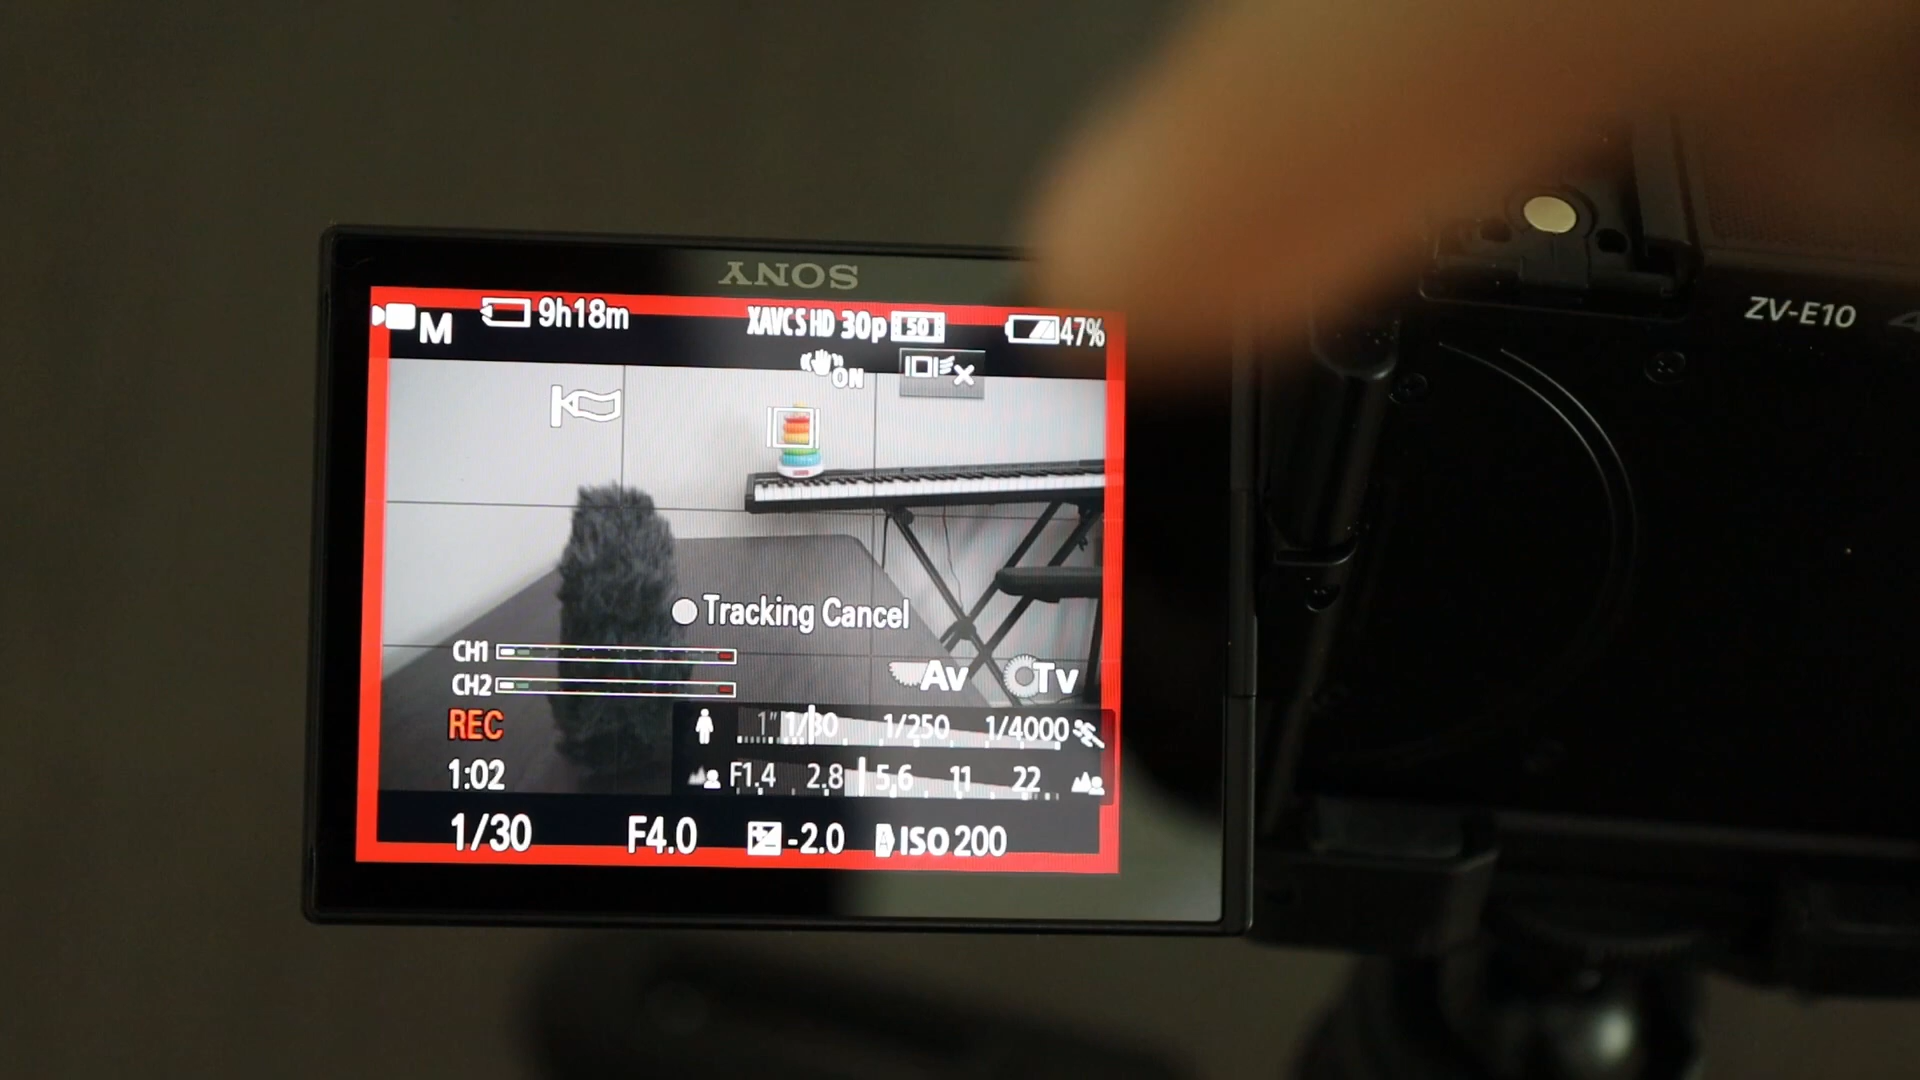 SONY
M 9h18m XAVC S HD 30p 50 47%
ON
ZV-E10
Tracking Cancel
CH1
CH2
Av Tv
REC
1" 1/30 1/250 1/4000
1:02
F1.4 2.8 5.6 11 22
1/30 F4.0 -2.0 ISO 200